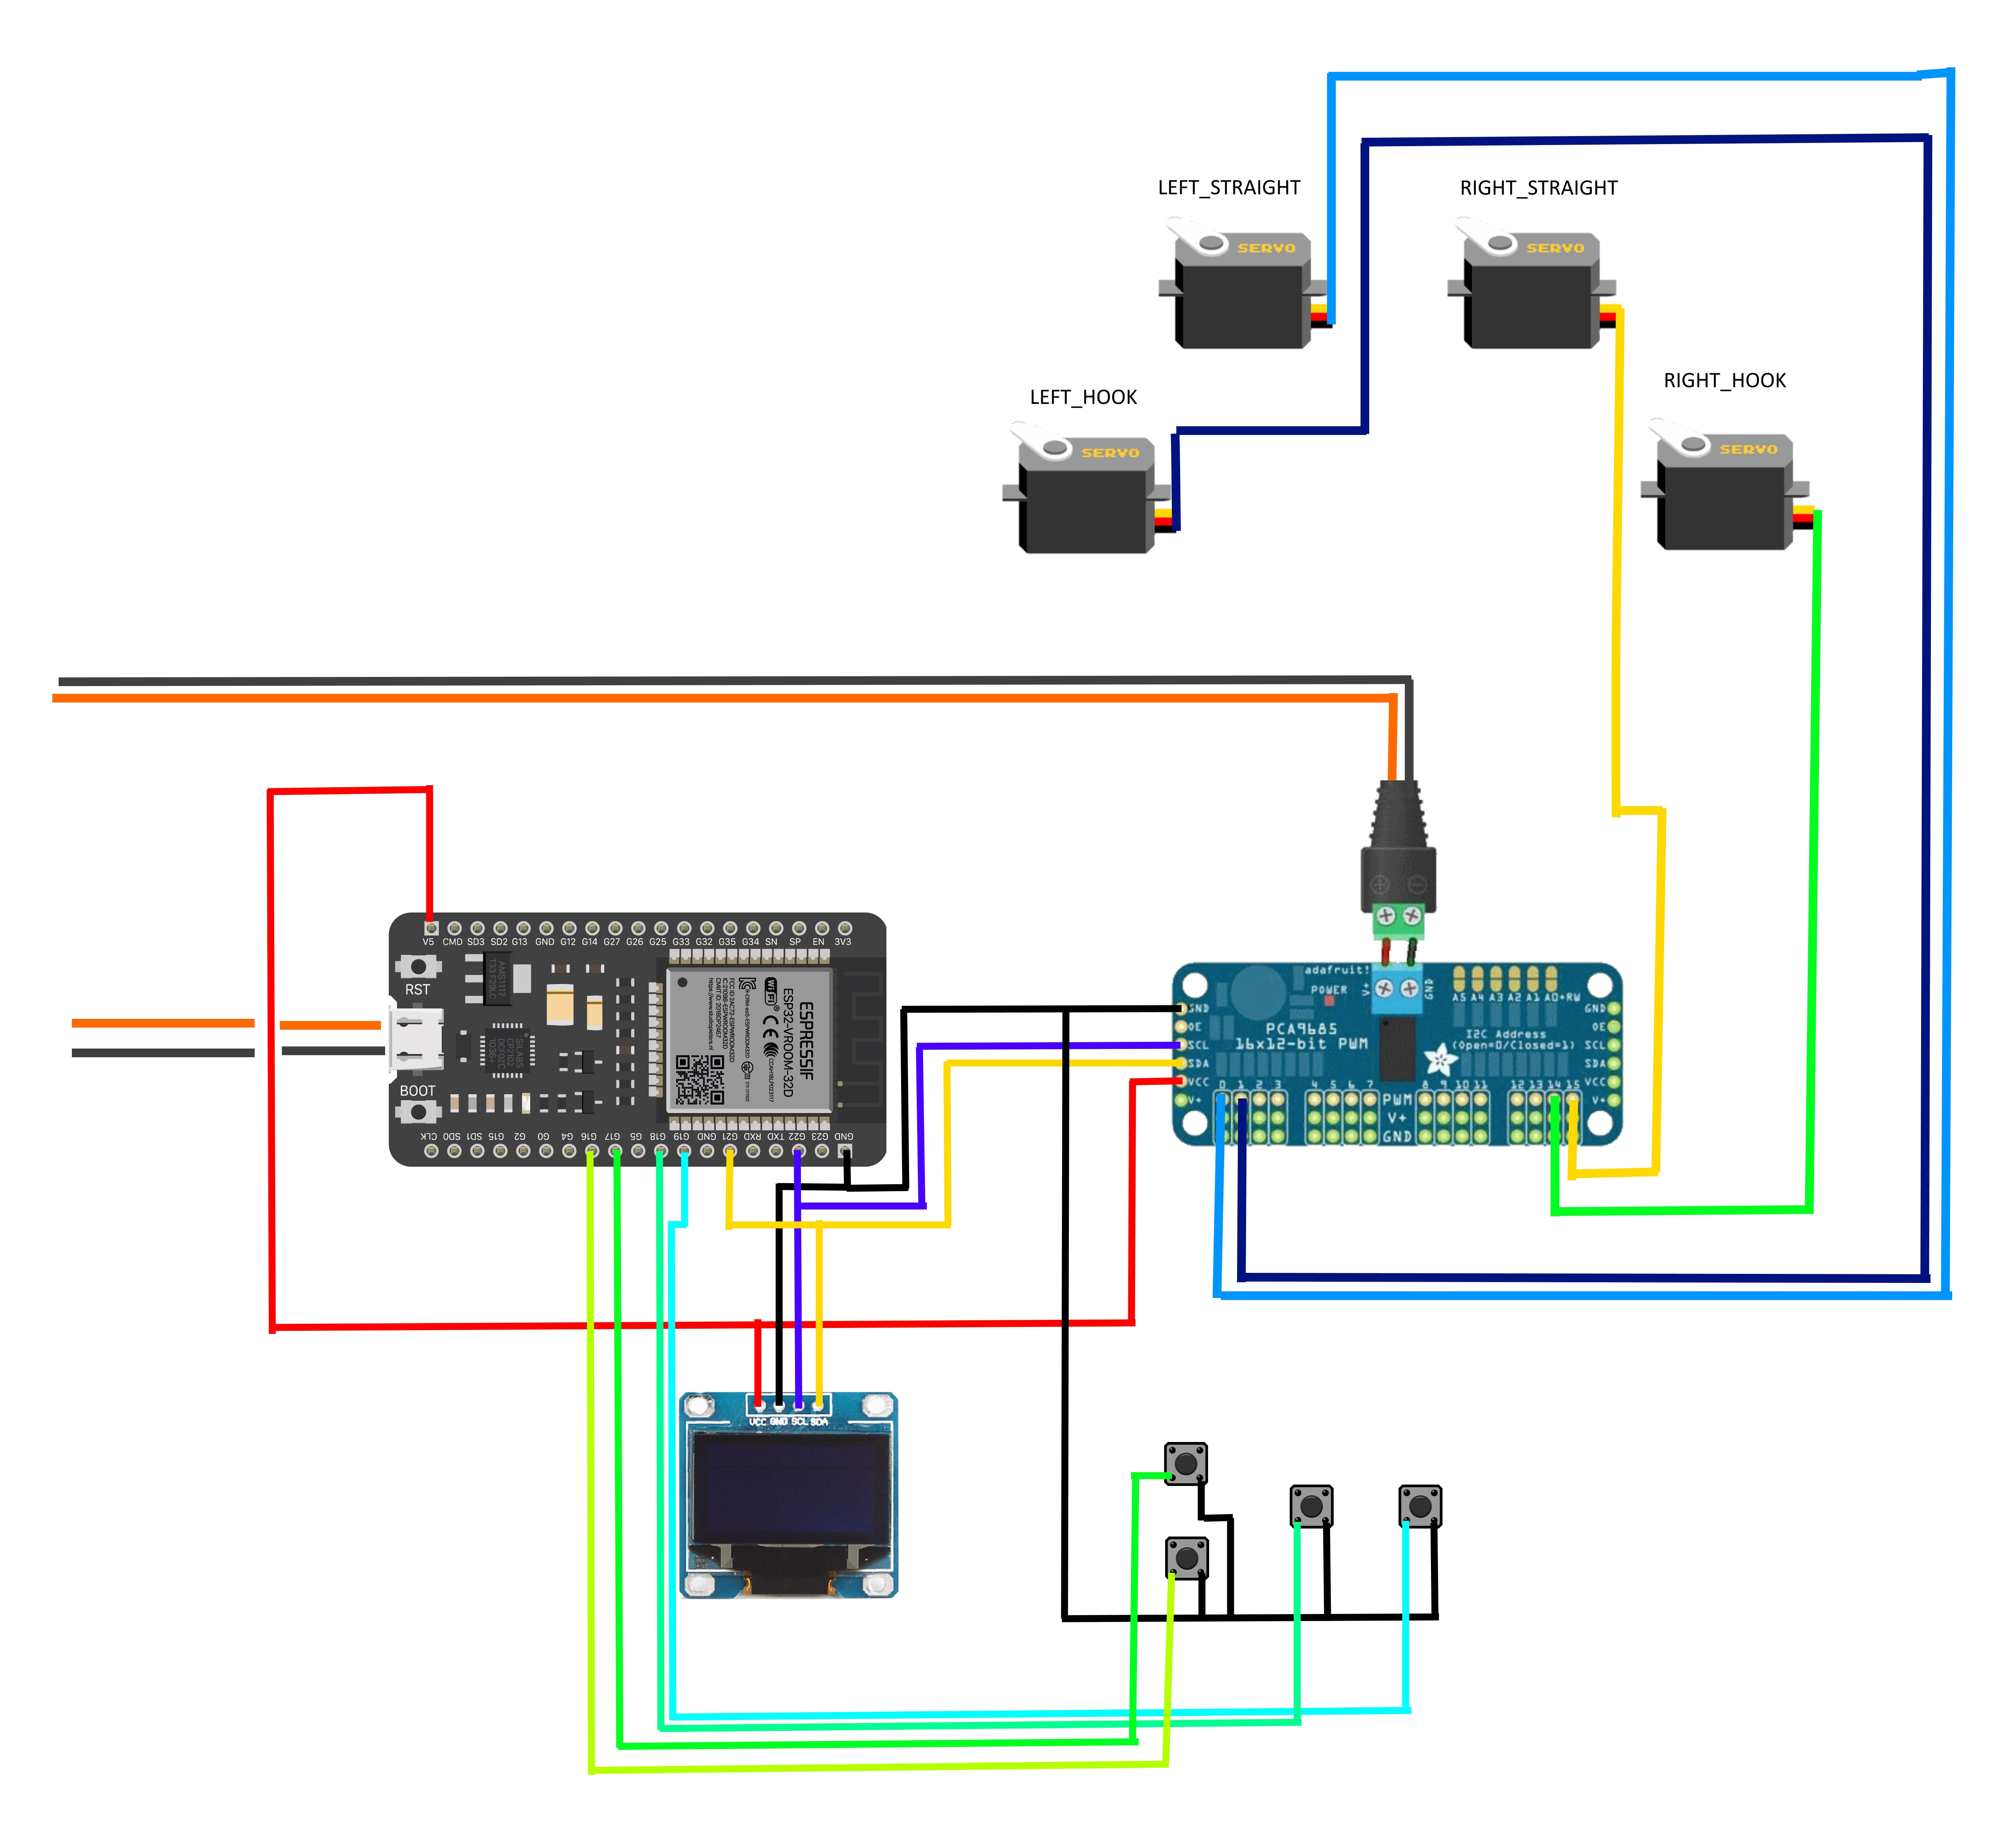 LEFT_STRAIGHT
RIGHT_STRAIGHT
SERVO
SERVO
RIGHT_HOOK
LEFT_HOOK
SERVO
SERVO
V5 CMD SD3 SD2 G13 GND G12 G14 G27 G26 G25 G33 G32 G35 G34 SN SP EN 3V3
RST
BOOT
AMS1117
SILABS
CP2102
ESPRESSIF
ESP32-VROOM-32D
WiFi
CLK SD0 SD1 G15 G2 G0 G4 G16 G17 G5 G18 G19 GND G21 RXD TXD G22 G23 GND
adafruit!
POWER
V+
GND
A5 A4 A3 A2 A1 A0+RW
PCA9685
16x12-bit PWM
I2C Address
(Open=0/Closed=1)
GND
OE
SCL
SDA
VCC
V+
GND
OE
SCL
SDA
VCC
V+
0 1 2 3 4 5 6 7 8 9 10 11 12 13 14 15
PWM
V+
GND
VCC GND SCL SDA